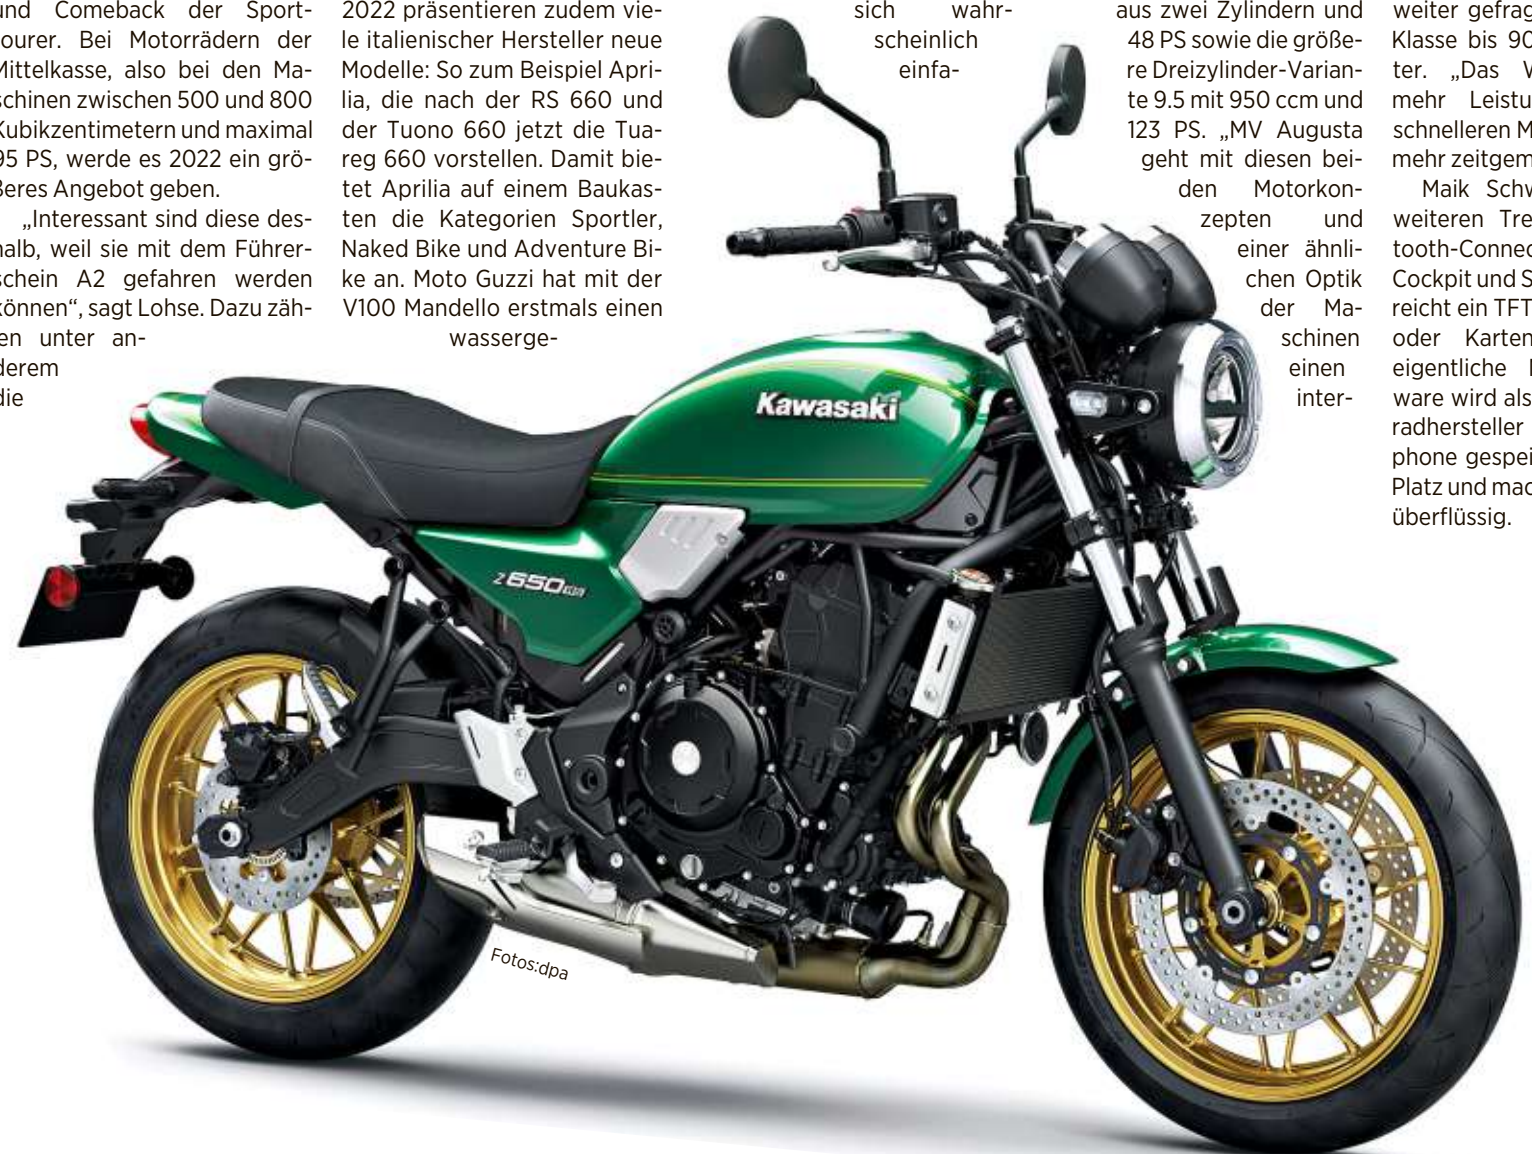 und Comeback der Sport-
tourer. Bei Motorrädern der
Mittelkasse, also bei den Ma-
schinen zwischen 500 und 800
Kubikzentimetern und maximal
95 PS, werde es 2022 ein grö-
ßeres Angebot geben.
„Interessant sind diese des-
halb, weil sie mit dem Führer-
schein A2 gefahren werden
können“, sagt Lohse. Dazu zäh-
len unter an-
derem
die
2022 präsentieren zudem vie-
le italienischer Hersteller neue
Modelle: So zum Beispiel Apri-
lia, die nach der RS 660 und
der Tuono 660 jetzt die Tua-
reg 660 vorstellen. Damit bie-
tet Aprilia auf einem Baukas-
ten die Kategorien Sportler,
Naked Bike und Adventure Bi-
ke an. Moto Guzzi hat mit der
V100 Mandello erstmals einen
wasserge-
sich wahr-
scheinlich
einfa-
aus zwei Zylindern und
48 PS sowie die größe-
re Dreizylinder-Varian-
te 9.5 mit 950 ccm und
123 PS. „MV Augusta
geht mit diesen bei-
den Motorkon-
zepten und
einer ähnli-
chen Optik
der Ma-
schinen
einen
inter-
weiter gefrag
Klasse bis 90
ter. „Das W
mehr Leistu
schnelleren M
mehr zeitgem
Maik Schw
weiteren Tre
tooth-Connec
Cockpit und S
reicht ein TFT
oder Karten
eigentliche
ware wird als
radhersteller
phone gespei
Platz und mac
überflüssig.
Kawasaki
Z650RS
Fotos:dpa